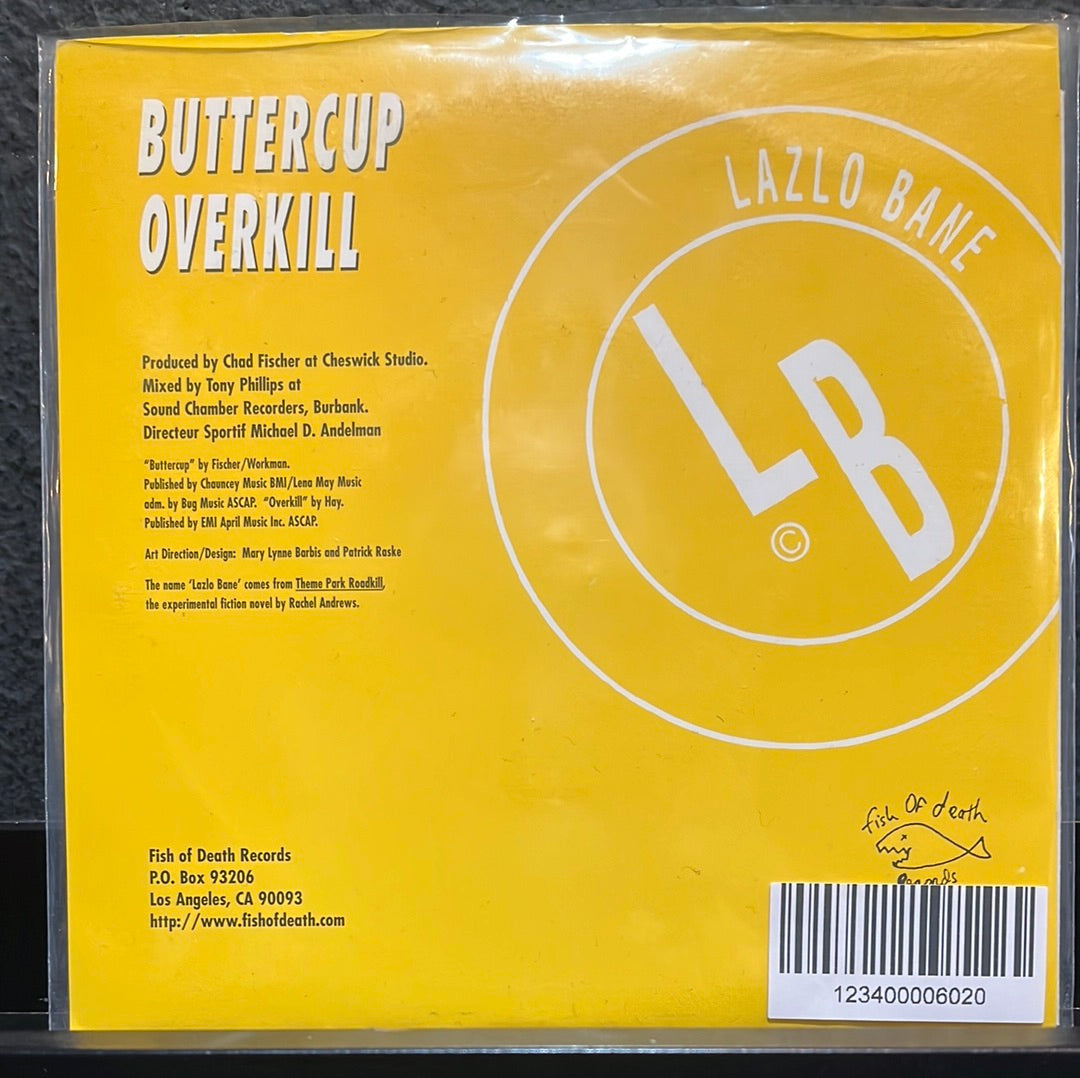 BUTTERCUP
OVERKILL
LAZLO BANE
LB
©
Produced by Chad Fischer at Cheswick Studio.
Mixed by Tony Phillips at
Sound Chamber Recorders, Burbank.
Directeur Sportif Michael D. Andelman
“Buttercup” by Fischer/Workman.
Published by Chauncey Music BMI/Lena May Music
adm. by Bug Music ASCAP. “Overkill” by Hay.
Published by EMI April Music Inc. ASCAP.
Art Direction/Design: Mary Lynne Barbis and Patrick Raske
The name ‘Lazlo Bane’ comes from Theme Park Roadkill,
the experimental fiction novel by Rachel Andrews.
Fish of Death Records
P.O. Box 93206
Los Angeles, CA 90093
http://www.fishofdeath.com
fish Of death
Records
123400006020